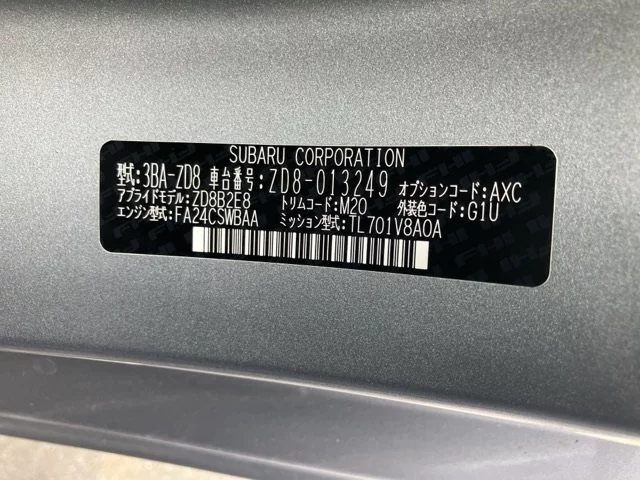 SUBARU CORPORATION
型式:3BA-ZD8 車台番号:ZD8-013249 オプションコード:AXC
アプライドモデル:ZD8B2E8 トリムコード:M20 外装色コード:G1U
エンジン型式:FA24CSWBAA ミッション型式:TL701V8AOA